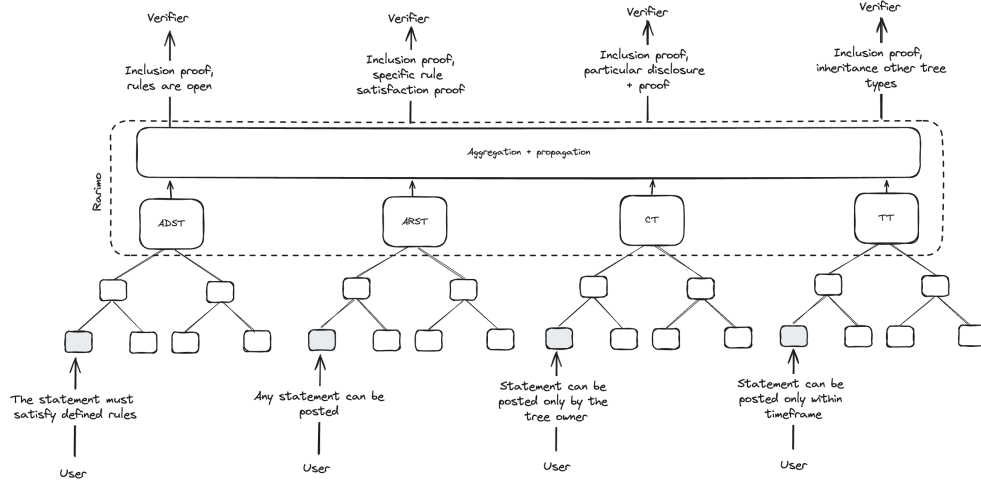 Verifier
Verifier
Verifier
Verifier
Inclusion proof,
rules are open
Inclusion proof,
specific rule
satisfaction proof
Inclusion proof,
particular disclosure
+ proof
Inclusion proof,
inheritance other tree
types
Rarimo
Aggregation + propagation
ADST
ARST
CT
TT
The statement must
satisfy defined rules
Any statement can be
posted
Statement can be
posted only by the
tree owner
Statement can be
posted only within
timeframe
User
User
User
User